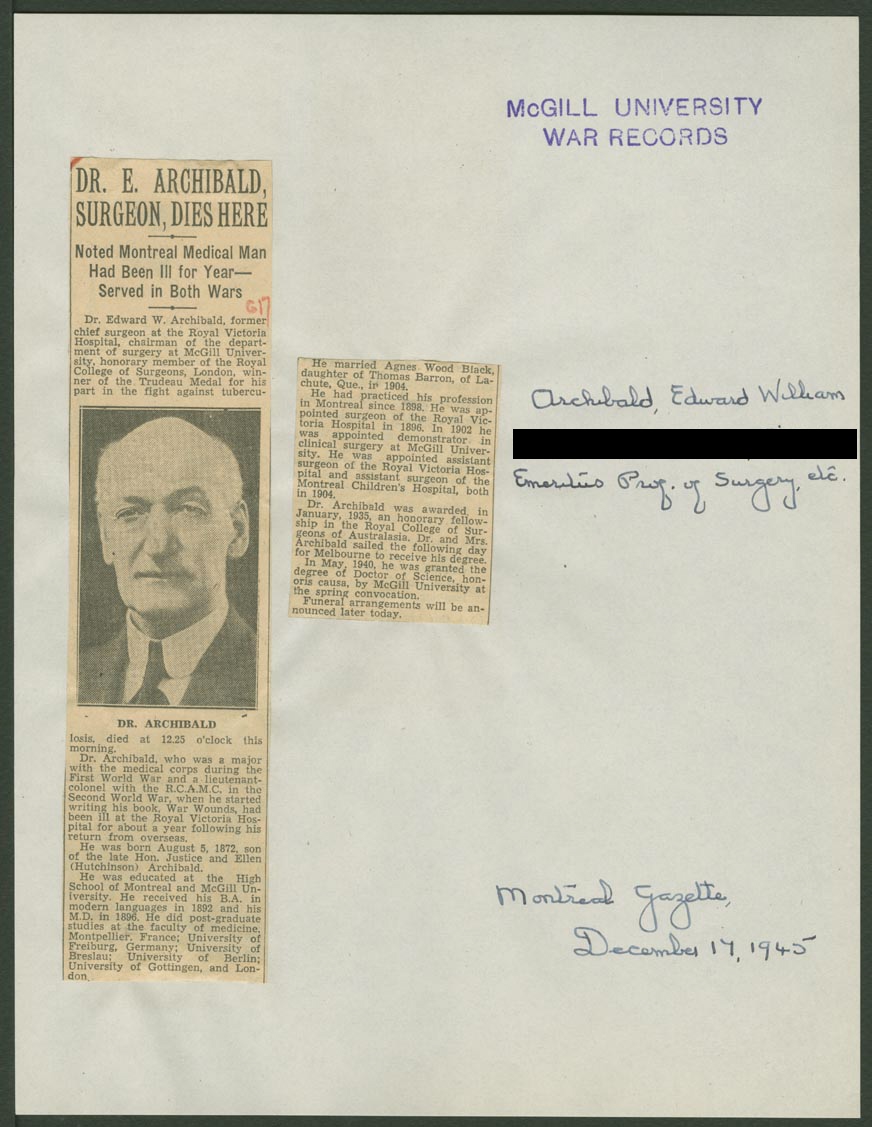 McGILL UNIVERSITY
WAR RECORDS
DR. E. ARCHIBALD,
SURGEON, DIES HERE
Noted Montreal Medical Man
Had Been Ill for Year—
Served in Both Wars
G17
Dr. Edward W. Archibald, former
chief surgeon at the Royal Victoria
Hospital, chairman of the depart-
ment of surgery at McGill Univer-
sity, honorary member of the Royal
College of Surgeons, London, win-
ner of the Trudeau Medal for his
part in the fight against tubercu-
DR. ARCHIBALD
losis, died at 12.25 o'clock this
morning.
Dr. Archibald, who was a major
with the medical corps during the
First World War and a lieutenant-
colonel with the R.C.A.M.C. in the
Second World War, when he started
writing his book, War Wounds, had
been ill at the Royal Victoria Hos-
pital for about a year following his
return from overseas.
He was born August 5, 1872, son
of the late Hon. Justice and Ellen
(Hutchinson) Archibald.
He was educated at the High
School of Montreal and McGill Un-
iversity. He received his B.A. in
modern languages in 1892 and his
M.D. in 1896. He did post-graduate
studies at the faculty of medicine,
Montpellier, France; University of
Freiburg, Germany; University of
Breslau; University of Berlin;
University of Gottingen, and Lon-
don.
He married Agnes Wood Black,
daughter of Thomas Barron, of La-
chute, Que., in 1904.
He had practiced his profession
in Montreal since 1898. He was ap-
pointed surgeon of the Royal Vic-
toria Hospital in 1896. In 1902 he
was appointed demonstrator in
clinical surgery at McGill Univer-
sity. He was appointed assistant
surgeon of the Royal Victoria Hos-
pital and assistant surgeon of the
Montreal Children's Hospital, both
in 1904.
Dr. Archibald was awarded, in
January, 1935, an honorary fellow-
ship in the Royal College of Sur-
geons of Australasia. Dr. and Mrs.
Archibald sailed the following day
for Melbourne to receive his degree.
In May, 1940, he was granted the
degree of Doctor of Science, hon-
oris causa, by McGill University at
the spring convocation.
Funeral arrangements will be an-
nounced later today.
Archibald, Edward William
Emeritus Prof. of Surgery, etc.
Montreal Gazette,
December 17, 1945